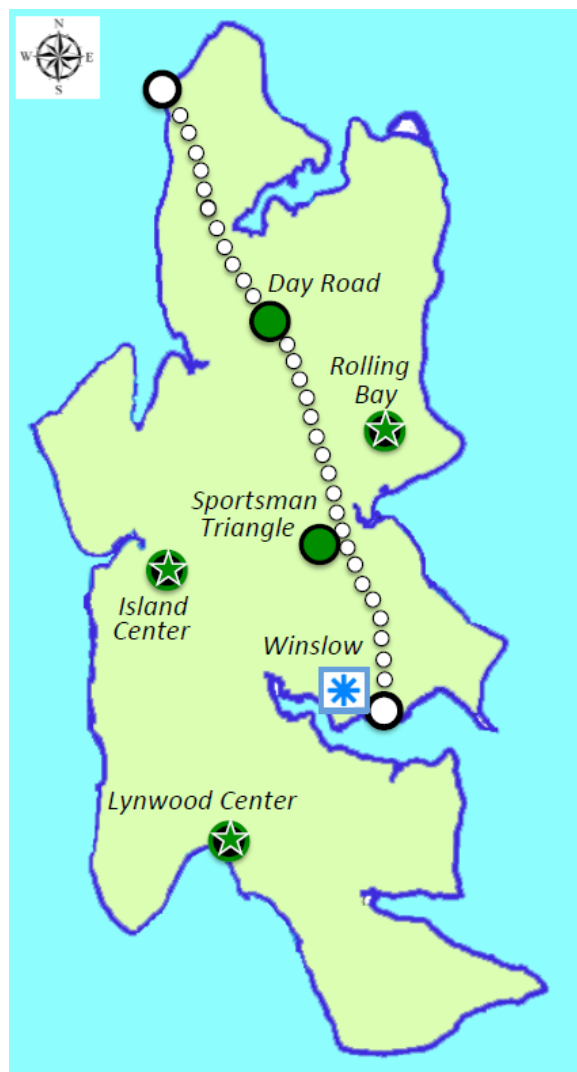 N
W E
S
Day Road
Rolling
Bay
Sportsman
Triangle
Island
Center
Winslow
Lynwood Center